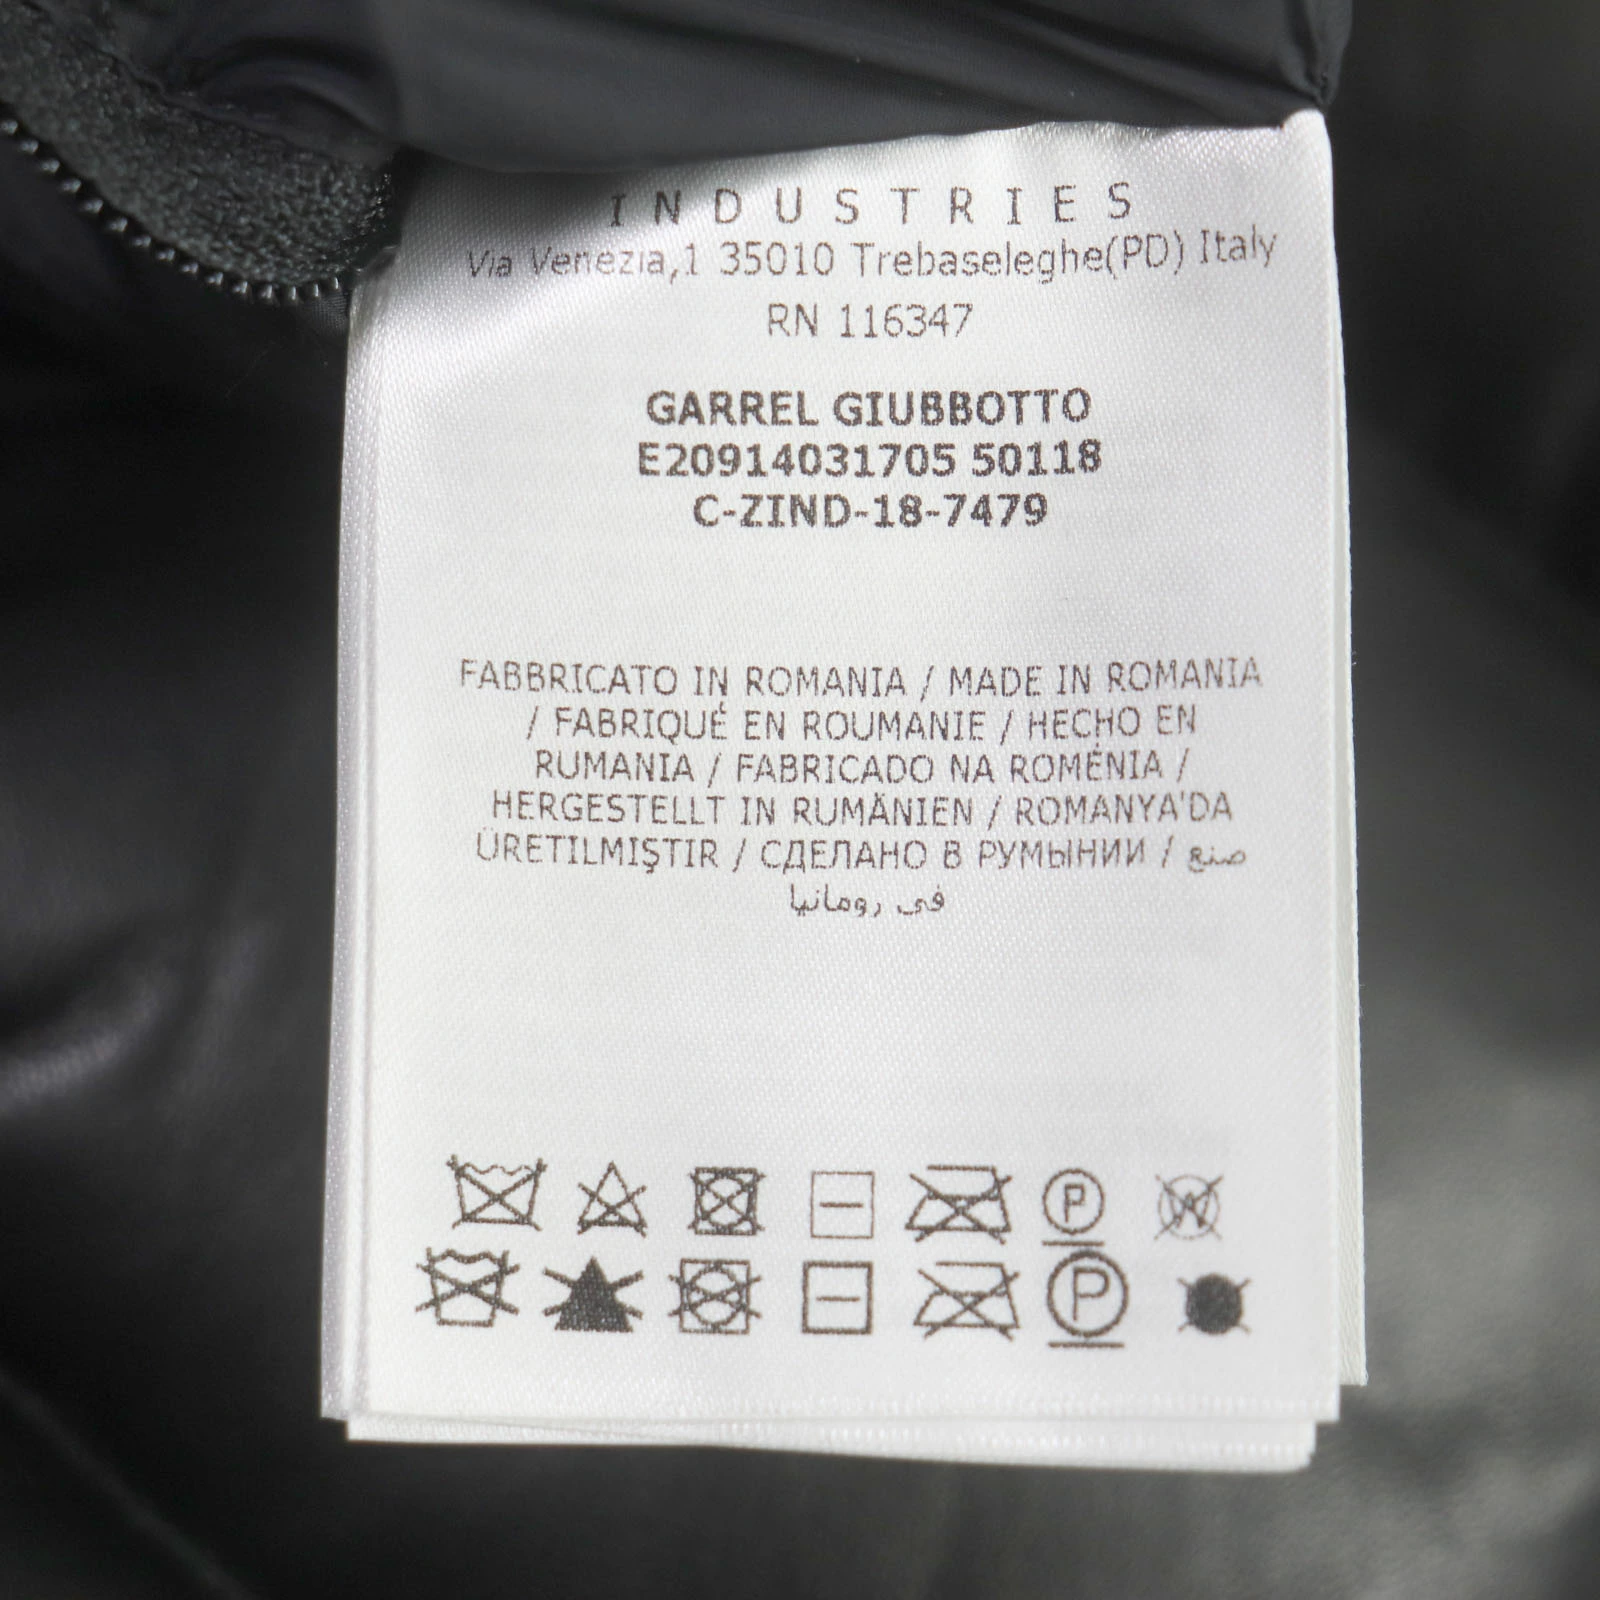 INDUSTRIES
Via Venezia,1 35010 Trebaseleghe(PD) Italy
RN 116347
GARREL GIUBBOTTO
E20914031705 50118
C-ZIND-18-7479
FABBRICATO IN ROMANIA / MADE IN ROMANIA
/ FABRIQUÉ EN ROUMANIE / HECHO EN
RUMANIA / FABRICADO NA ROMÉNIA /
HERGESTELLT IN RUMÄNIEN / ROMANYA'DA
ÜRETILMIŞTIR / СДЕЛАНО В РУМЫНИИ / صنع
في رومانيا
P W
P